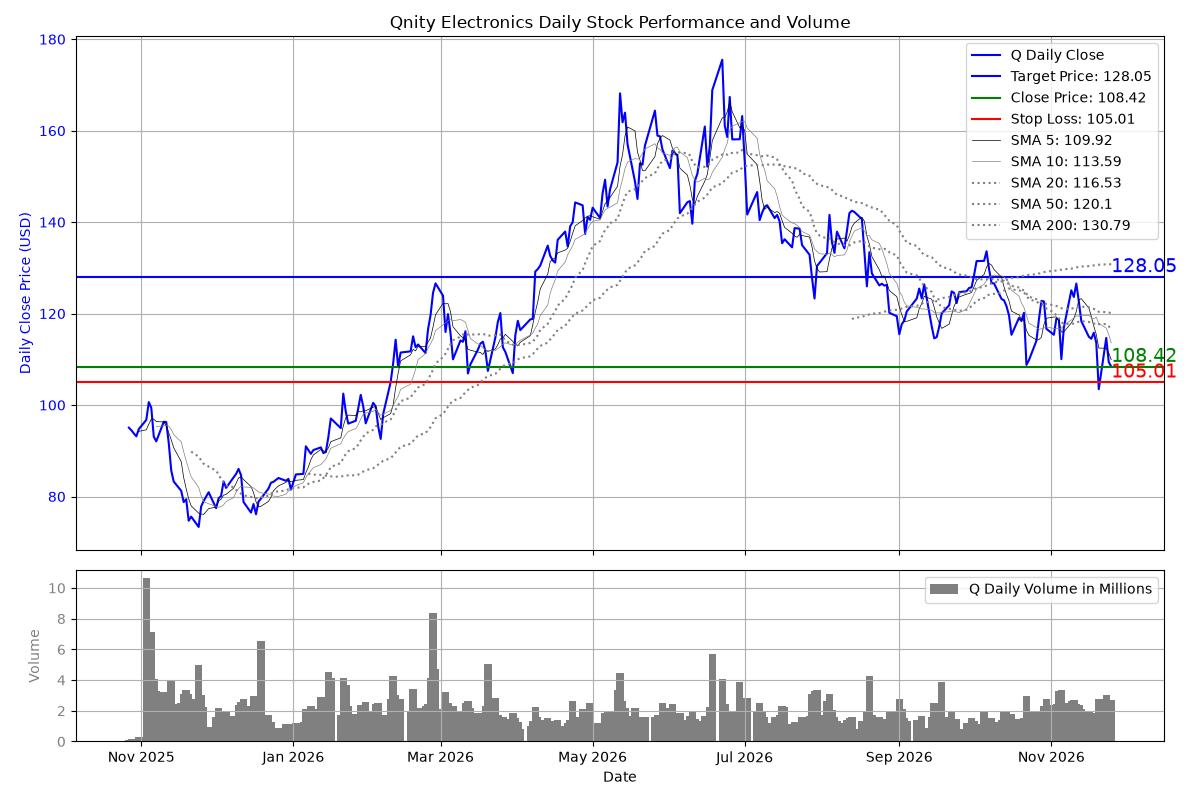 Qnity Electronics Daily Stock Performance and Volume
Daily Close Price (USD)
180
160
140
120
100
80
Q Daily Close
Target Price: 128.05
Close Price: 108.42
Stop Loss: 105.01
SMA 5: 109.92
SMA 10: 113.59
SMA 20: 116.53
SMA 50: 120.1
SMA 200: 130.79
128.05
108.42
105.01
Volume
10
8
6
4
2
0
Q Daily Volume in Millions
Nov 2025
Jan 2026
Mar 2026
May 2026
Jul 2026
Sep 2026
Nov 2026
Date